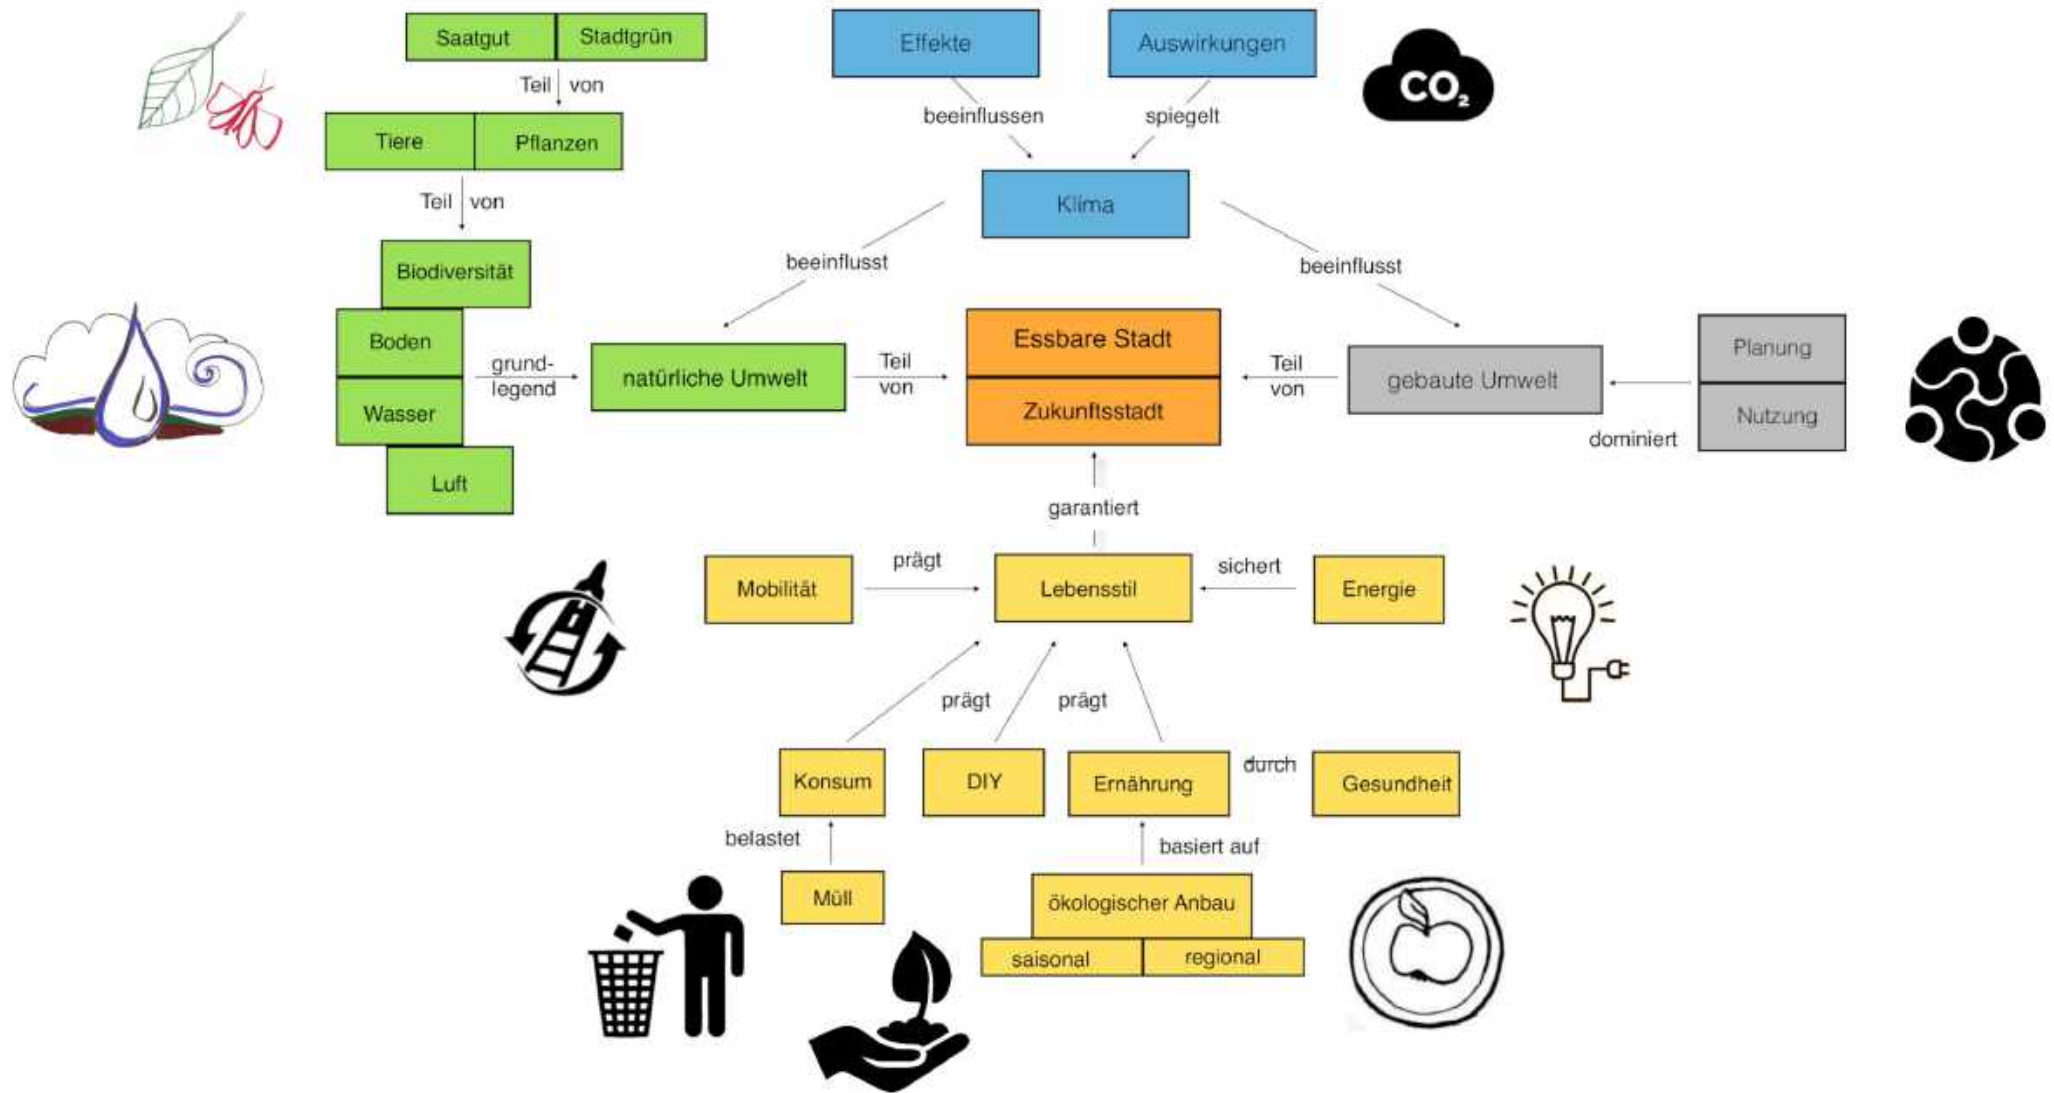 Saatgut
Stadtgrün
Effekte
Auswirkungen
CO₂
Teil von
beeinflussen
spiegelt
Tiere
Pflanzen
Teil von
Klima
Biodiversität
beeinflusst
beeinflusst
Boden
Wasser
Luft
grund-
legend
natürliche Umwelt
Teil
von
Essbare Stadt
Zukunftsstadt
Teil
von
gebaute Umwelt
Planung
Nutzung
dominiert
garantiert
Mobilität
prägt
Lebensstil
sichert
Energie
prägt
prägt
Konsum
DIY
Ernährung
durch
Gesundheit
belastet
basiert auf
Müll
ökologischer Anbau
saisonal
regional